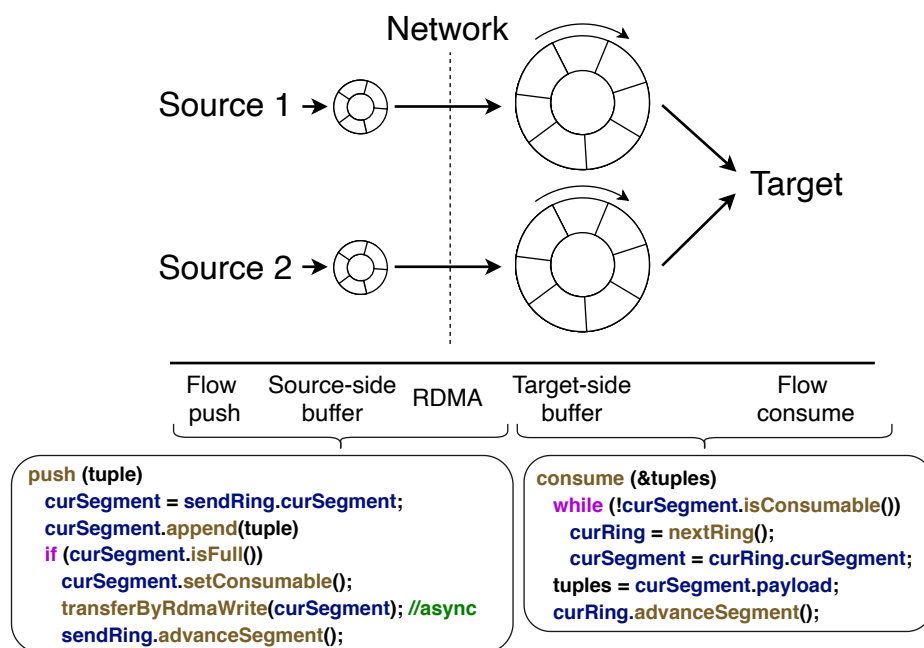 Network
Source 1
Target
Source 2
Flow push
Source-side buffer
RDMA
Target-side buffer
Flow consume
push (tuple)
curSegment = sendRing.curSegment;
curSegment.append(tuple)
if (curSegment.isFull())
curSegment.setConsumable();
transferByRdmaWrite(curSegment); //async
sendRing.advanceSegment();
consume (&tuples)
while (!curSegment.isConsumable())
curRing = nextRing();
curSegment = curRing.curSegment;
tuples = curSegment.payload;
curRing.advanceSegment();